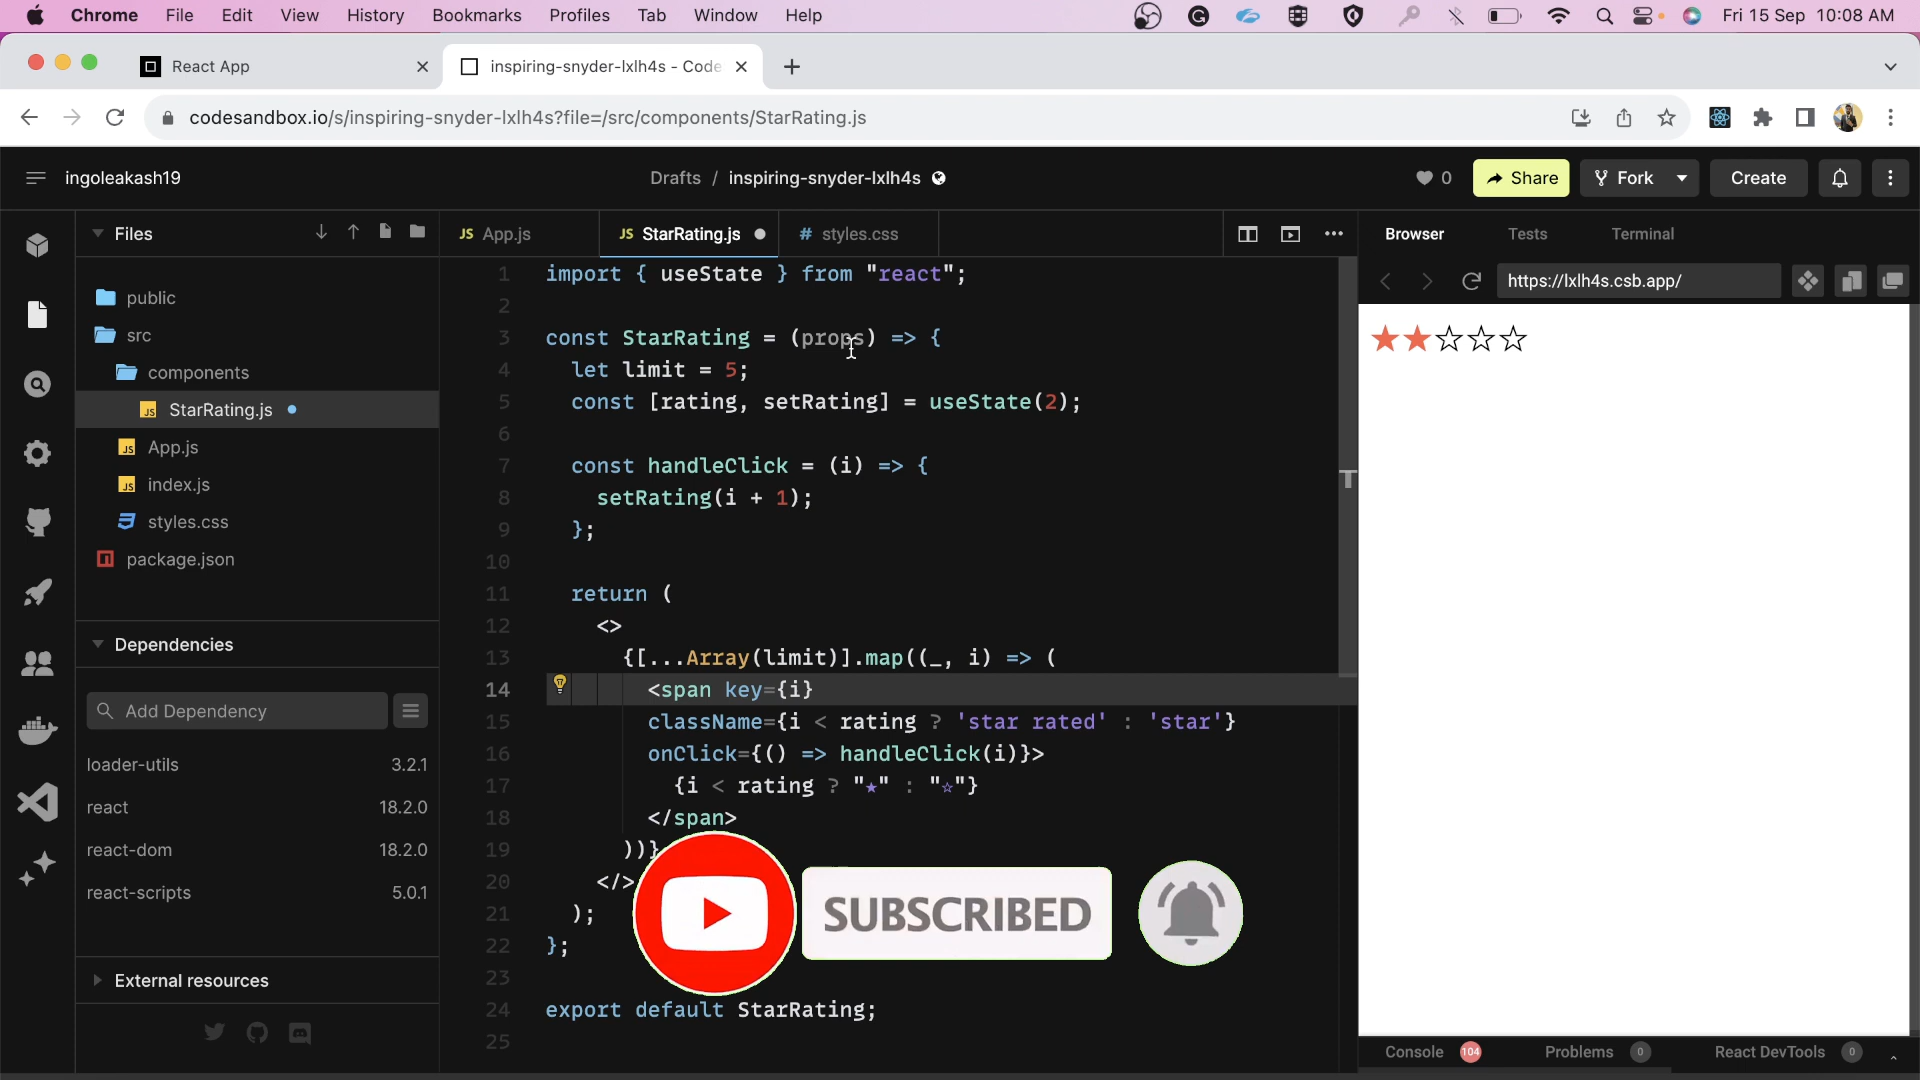 Chrome File Edit View History Bookmarks Profiles Tab Window Help Fri 15 Sep 10:08 AM
React App inspiring-snyder-lxlh4s - Code
codesandbox.io/s/inspiring-snyder-lxlh4s?file=/src/components/StarRating.js
ingoleakash19 Drafts / inspiring-snyder-lxlh4s 0 Share Fork Create
Files JS App.js JS StarRating.js # styles.css Browser Tests Terminal
https://lxlh4s.csb.app/
public
src
components
JS StarRating.js
JS App.js
JS index.js
styles.css
package.json
Dependencies
Add Dependency
loader-utils 3.2.1
react 18.2.0
react-dom 18.2.0
react-scripts 5.0.1
External resources
1 import { useState } from "react";
2
3 const StarRating = (props) => {
4 let limit = 5;
5 const [rating, setRating] = useState(2);
6
7 const handleClick = (i) => {
8 setRating(i + 1);
9 };
10
11 return (
12 <>
13 {[...Array(limit)].map((_, i) => (
14 <span key={i}
15 className={i < rating ? 'star rated' : 'star'}
16 onClick={() => handleClick(i)}>
17 {i < rating ? "★" : "☆"}
18 </span>
19 ))}
20 </>
21 );
22 };
23
24 export default StarRating;
25
★★☆☆☆
SUBSCRIBED
Console 104 Problems 0 React DevTools 0